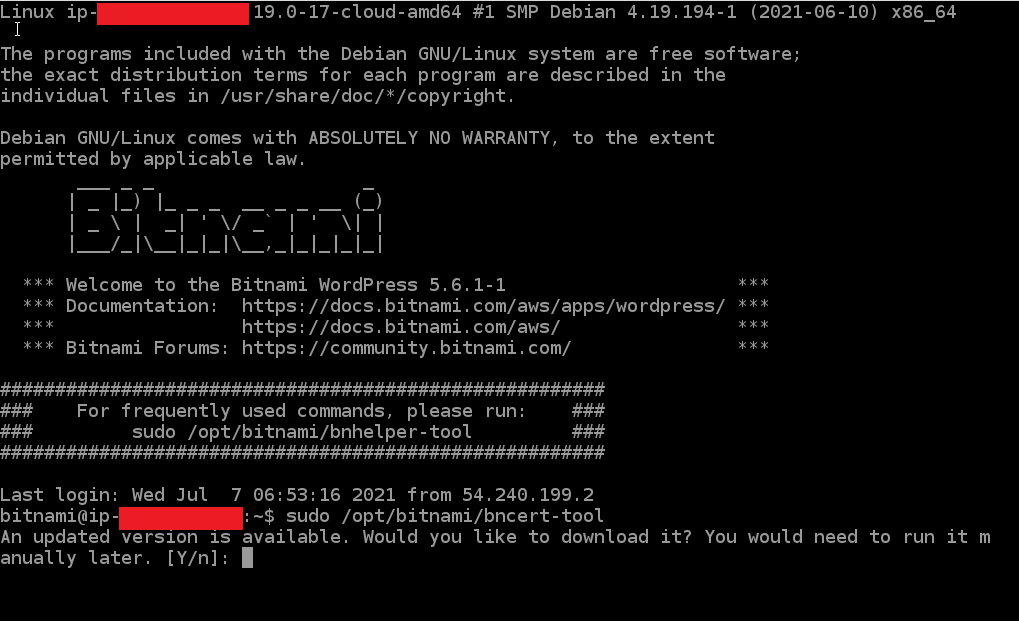 Linux ip- 19.0-17-cloud-amd64 #1 SMP Debian 4.19.194-1 (2021-06-10) x86_64
The programs included with the Debian GNU/Linux system are free software;
the exact distribution terms for each program are described in the
individual files in /usr/share/doc/*/copyright.
Debian GNU/Linux comes with ABSOLUTELY NO WARRANTY, to the extent
permitted by applicable law.
Bitnami
*** Welcome to the Bitnami WordPress 5.6.1-1 ***
*** Documentation: https://docs.bitnami.com/aws/apps/wordpress/ ***
*** https://docs.bitnami.com/aws/ ***
*** Bitnami Forums: https://community.bitnami.com/ ***
#######################################################
### For frequently used commands, please run: ###
### sudo /opt/bitnami/bnhelper-tool ###
#######################################################
Last login: Wed Jul 7 06:53:16 2021 from 54.240.199.2
bitnami@ip- :~$ sudo /opt/bitnami/bncert-tool
An updated version is available. Would you like to download it? You would need to run it m
anually later. [Y/n]: